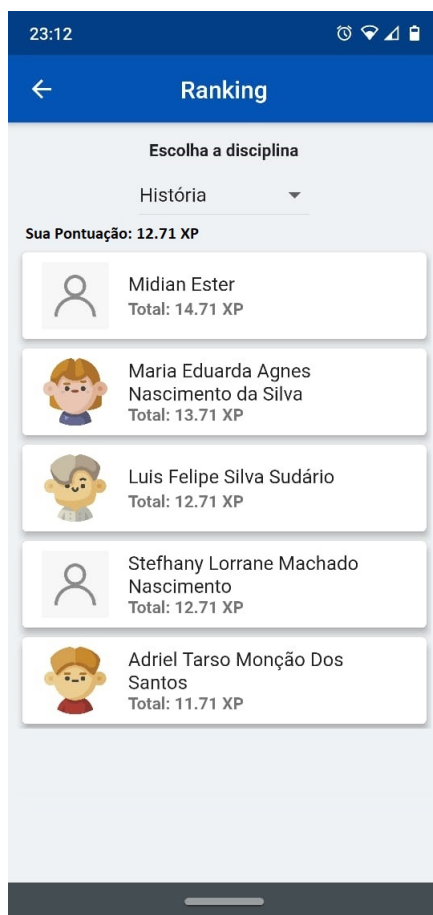 23:12
Ranking
Escolha a disciplina
História
Sua Pontuação: 12.71 XP
Midian Ester
Total: 14.71 XP
Maria Eduarda Agnes
Nascimento da Silva
Total: 13.71 XP
Luis Felipe Silva Sudário
Total: 12.71 XP
Stefhany Lorrane Machado
Nascimento
Total: 12.71 XP
Adriel Tarso Monção Dos
Santos
Total: 11.71 XP